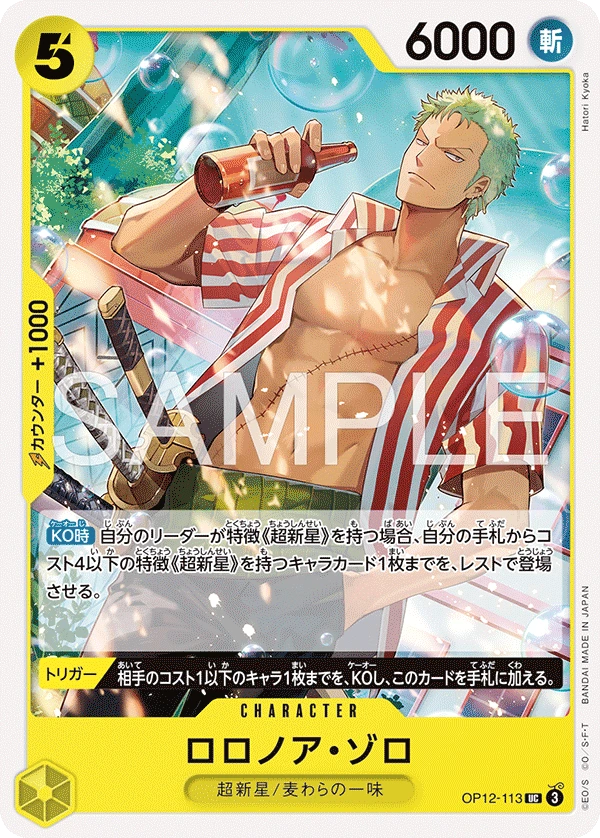 5
6000
斬
Hatori Kyoka
カウンター +1000
SAMPLE
KO時 自分のリーダーが特徴《超新星》を持つ場合、自分の手札からコ
スト4以下の特徴《超新星》を持つキャラカード1枚までを、レストで登場
させる。
トリガー 相手のコスト1以下のキャラ1枚までを、KOし、このカードを手札に加える。
CHARACTER
ロロノア・ゾロ
超新星/麦わらの一味
OP12-113 UC 3
©E.O/S ©O/S・F・T BANDAI MADE IN JAPAN